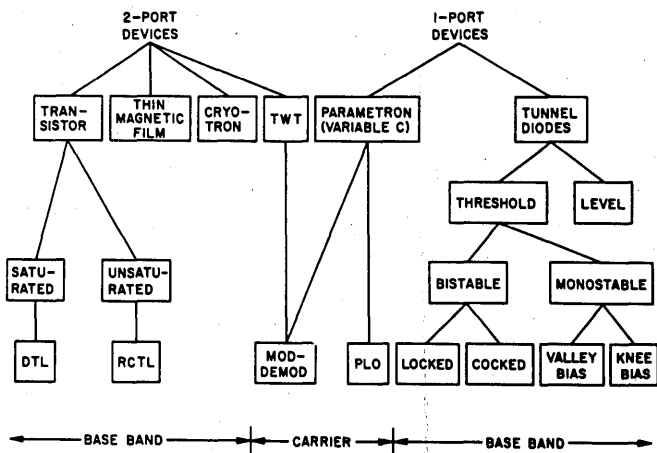 2-PORT
DEVICES
1-PORT
DEVICES
TRAN-
SISTOR
THIN
MAGNETIC
FILM
CRYO-
TRON
TWT
PARAMETRON
(VARIABLE C)
TUNNEL
DIODES
THRESHOLD
LEVEL
SATU-
RATED
UNSATU-
RATED
BISTABLE
MONOSTABLE
DTL
RCTL
MOD-
DEMOD
PLO
LOCKED
COCKED
VALLEY
BIAS
KNEE
BIAS
BASE BAND
CARRIER
BASE BAND